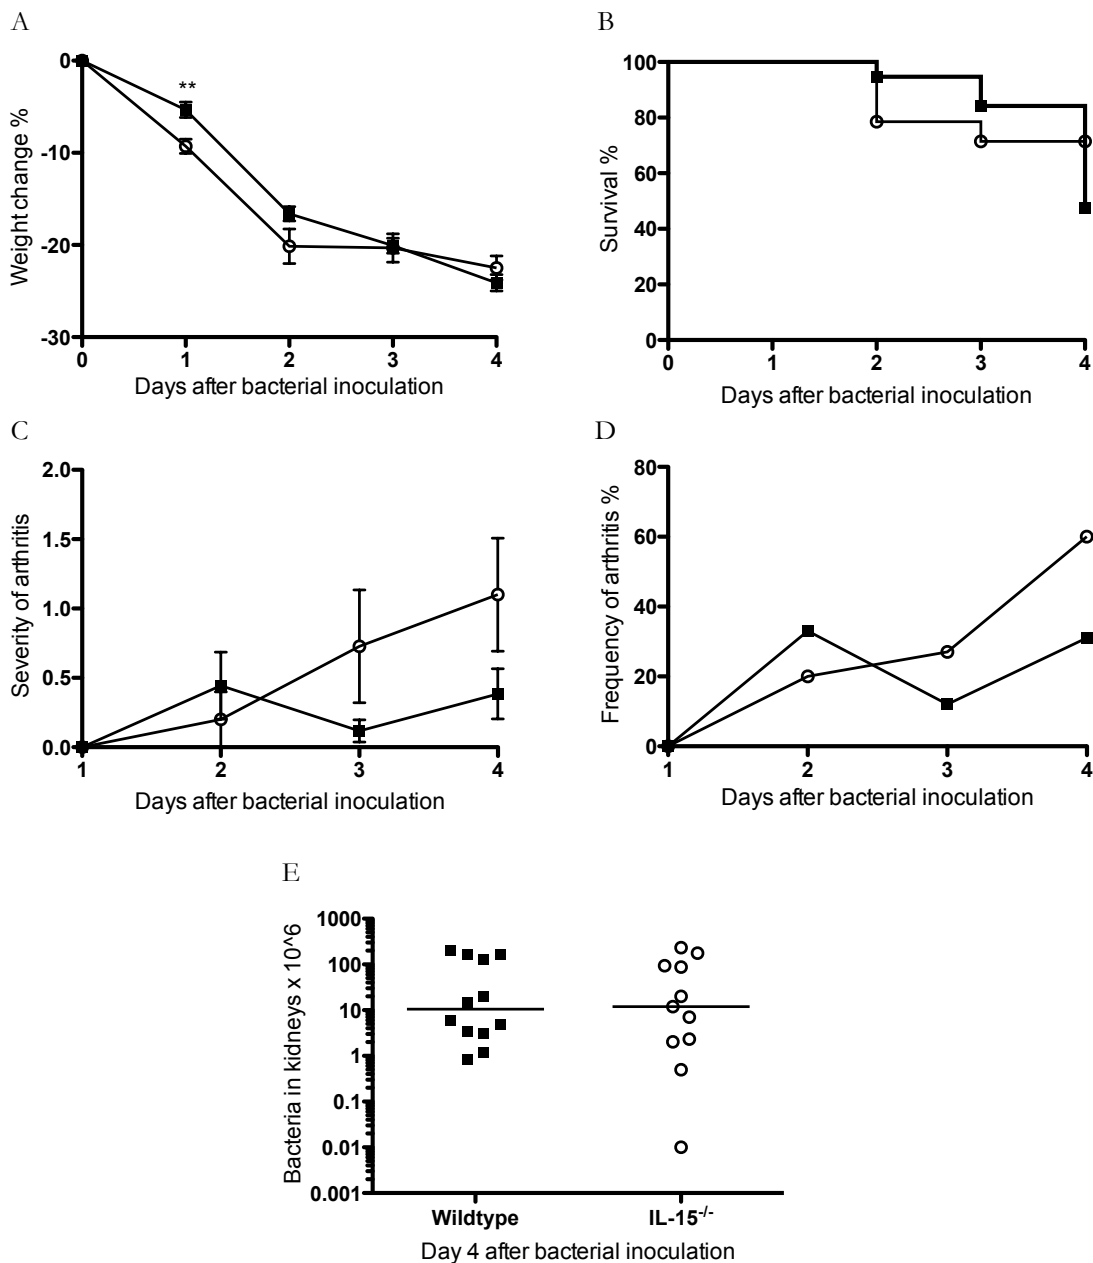 A
Weight change %
0
-10
-20
-30
**
0 1 2 3 4
Days after bacterial inoculation
B
Survival %
100
80
60
40
20
0
0 1 2 3 4
Days after bacterial inoculation
C
Severity of arthritis
2.0
1.5
1.0
0.5
0.0
1 2 3 4
Days after bacterial inoculation
D
Frequency of arthritis %
80
60
40
20
0
1 2 3 4
Days after bacterial inoculation
E
Bacteria in kidneys x 10^6
1000
100
10
1
0.1
0.01
0.001
Wildtype IL-15-/-
Day 4 after bacterial inoculation